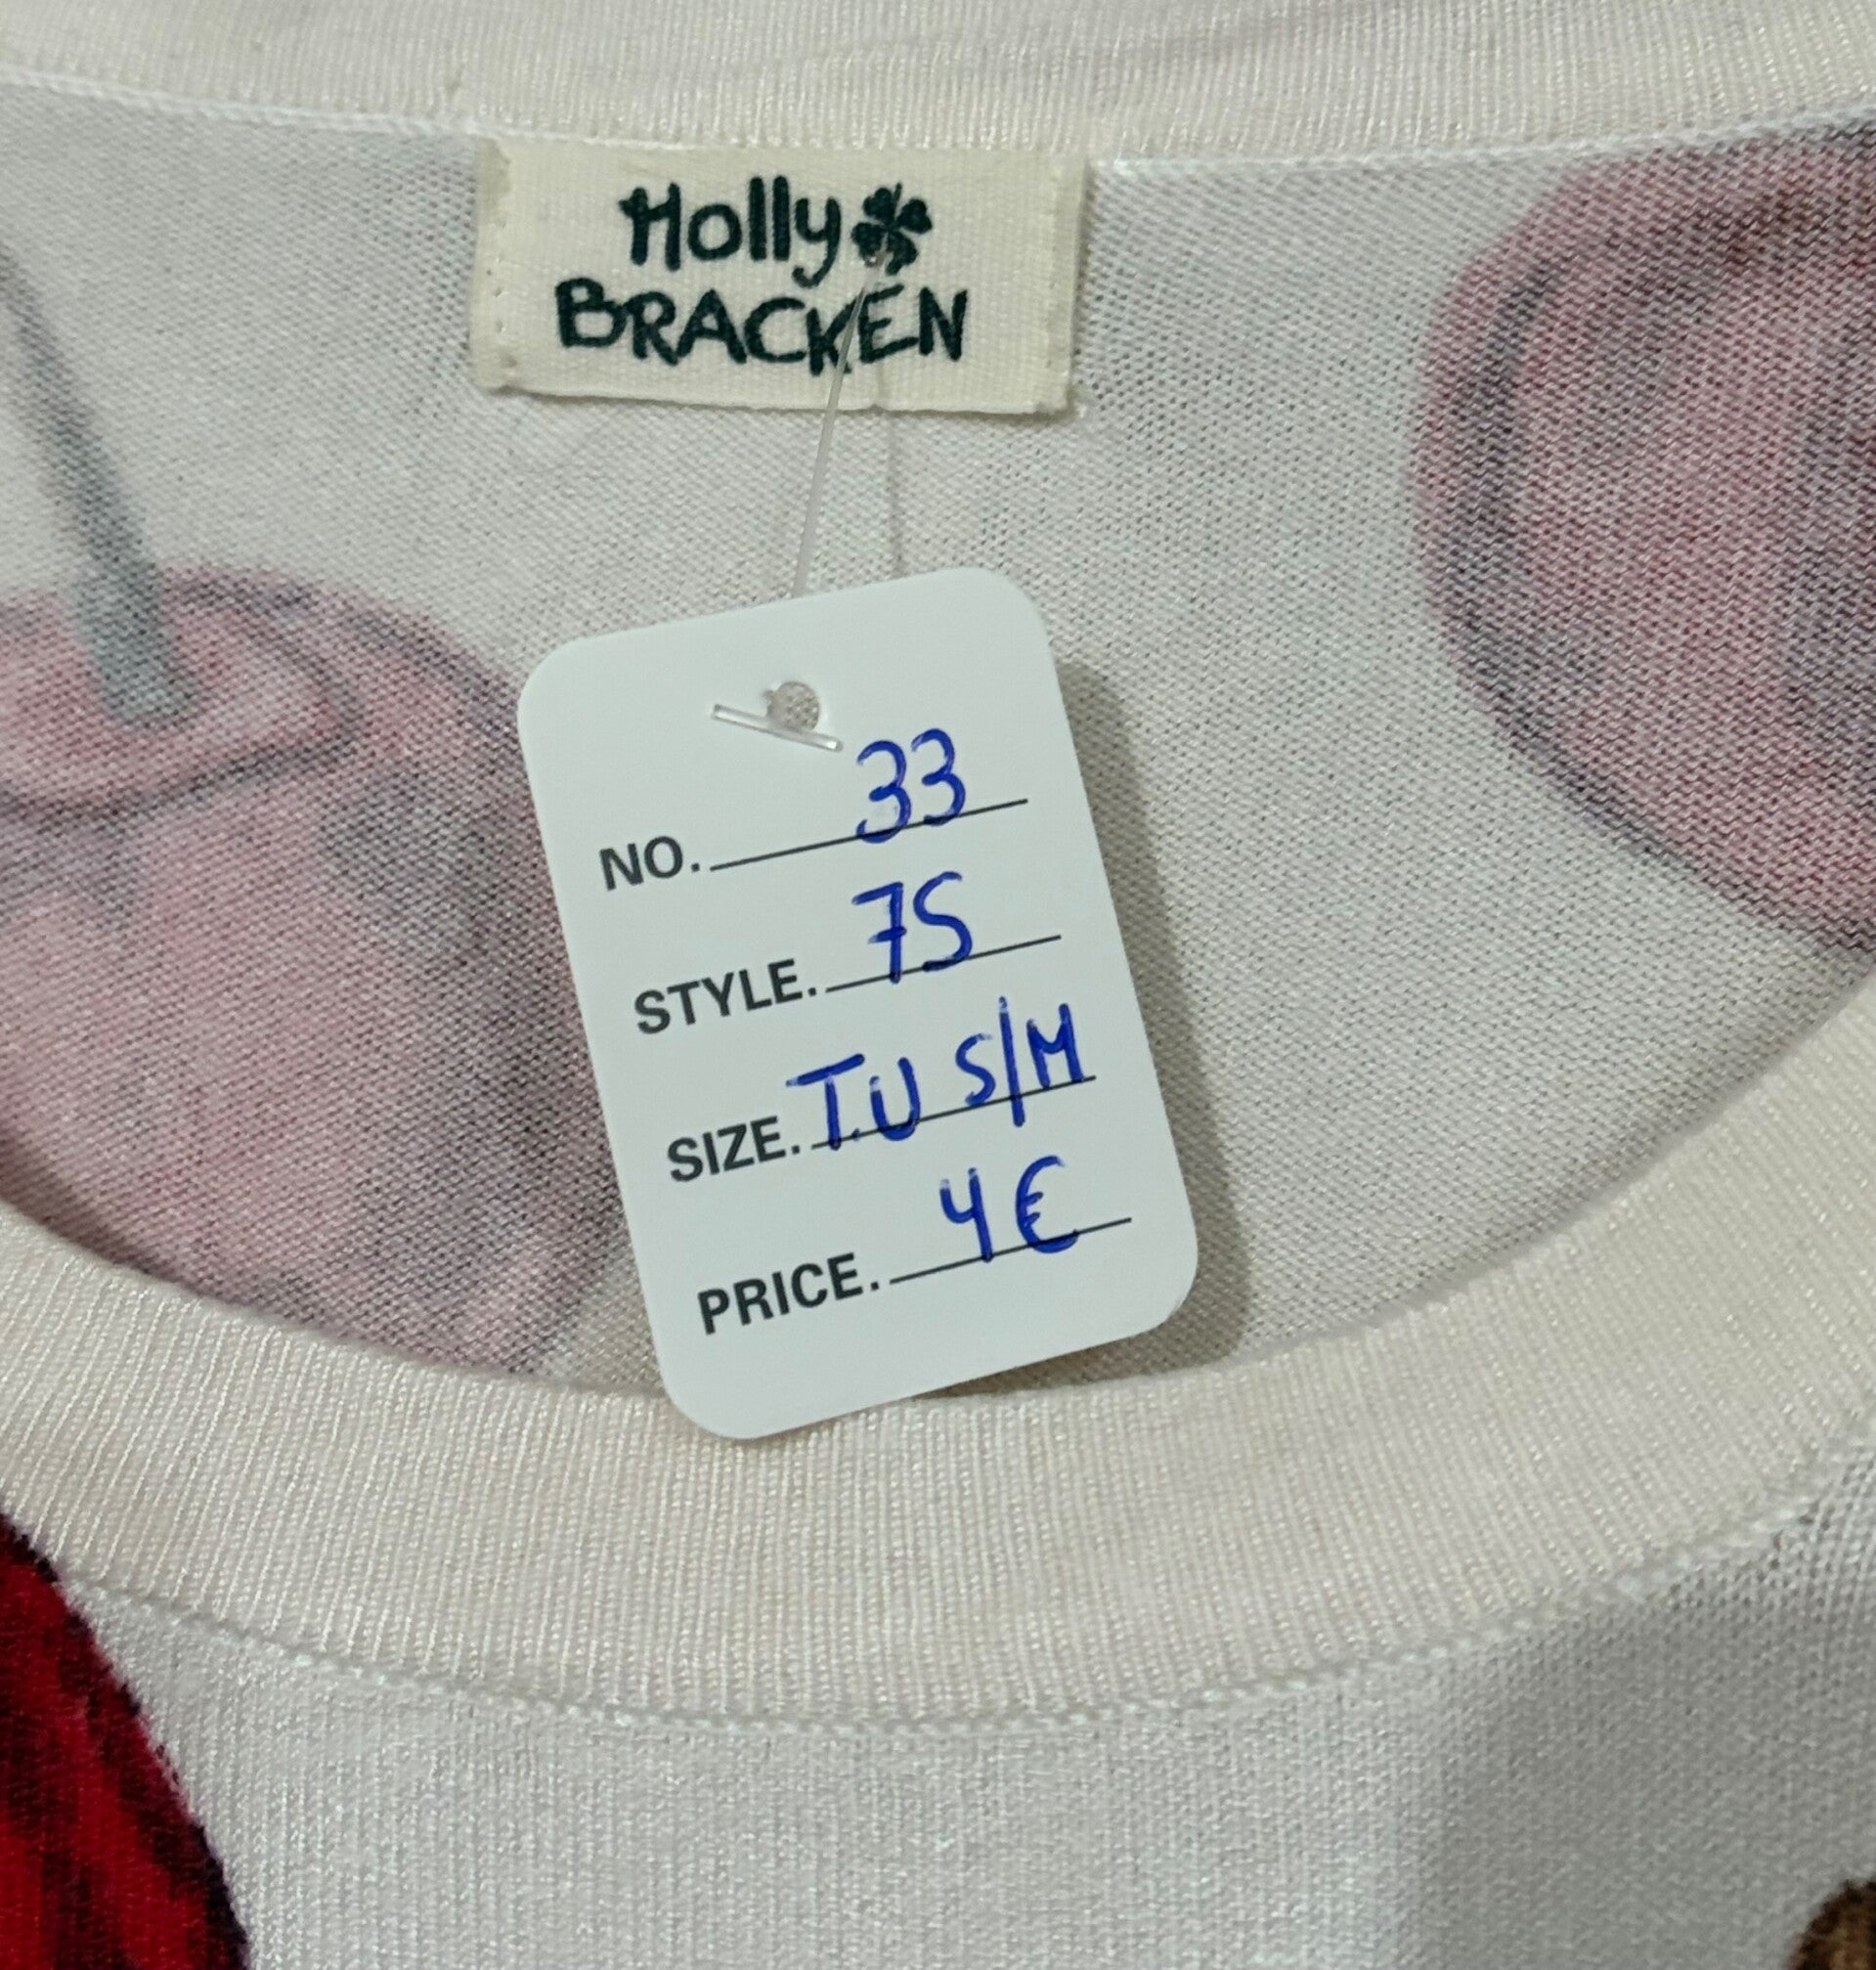 Holly
BRACKEN
NO. 33
STYLE. 7S
SIZE. T.U S/M
PRICE. 4€